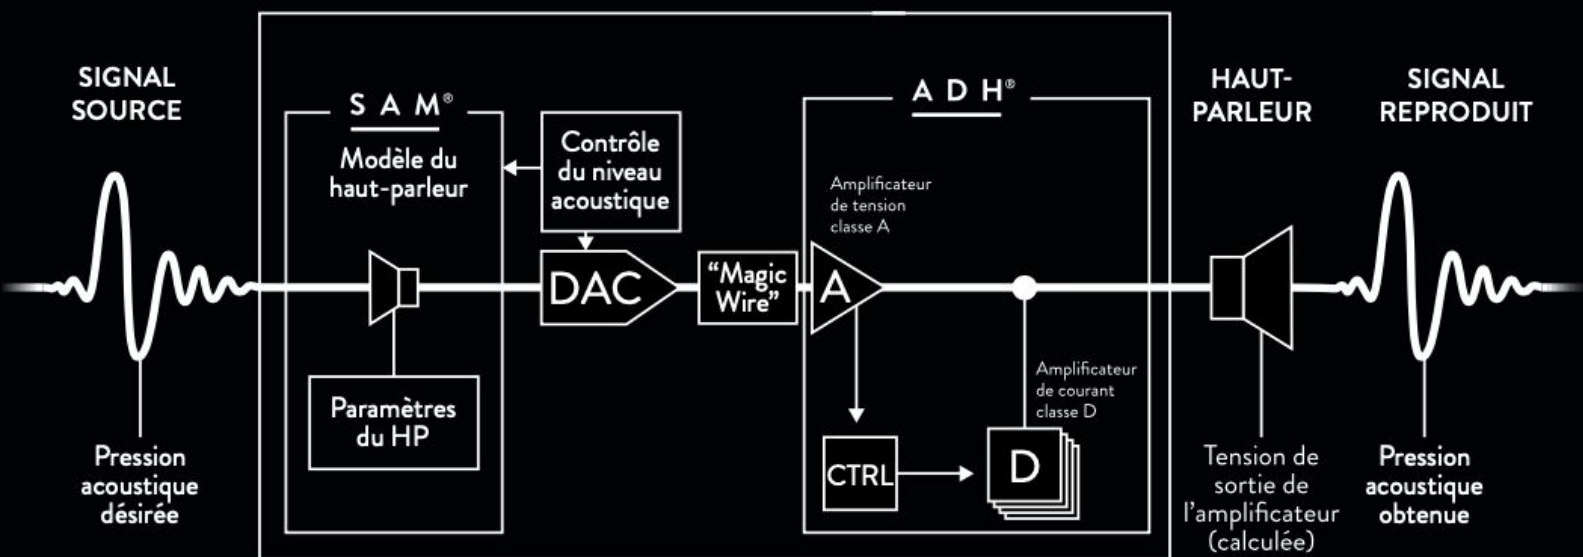 SIGNAL
SOURCE
Pression
acoustique
désirée
S A M®
Modèle du
haut-parleur
Paramètres
du HP
Contrôle
du niveau
acoustique
DAC
“Magic
Wire”
A D H®
Amplificateur
de tension
classe A
A
CTRL
Amplificateur
de courant
classe D
D
HAUT-
PARLEUR
Tension de
sortie de
l’amplificateur
(calculée)
SIGNAL
REPRODUIT
Pression
acoustique
obtenue